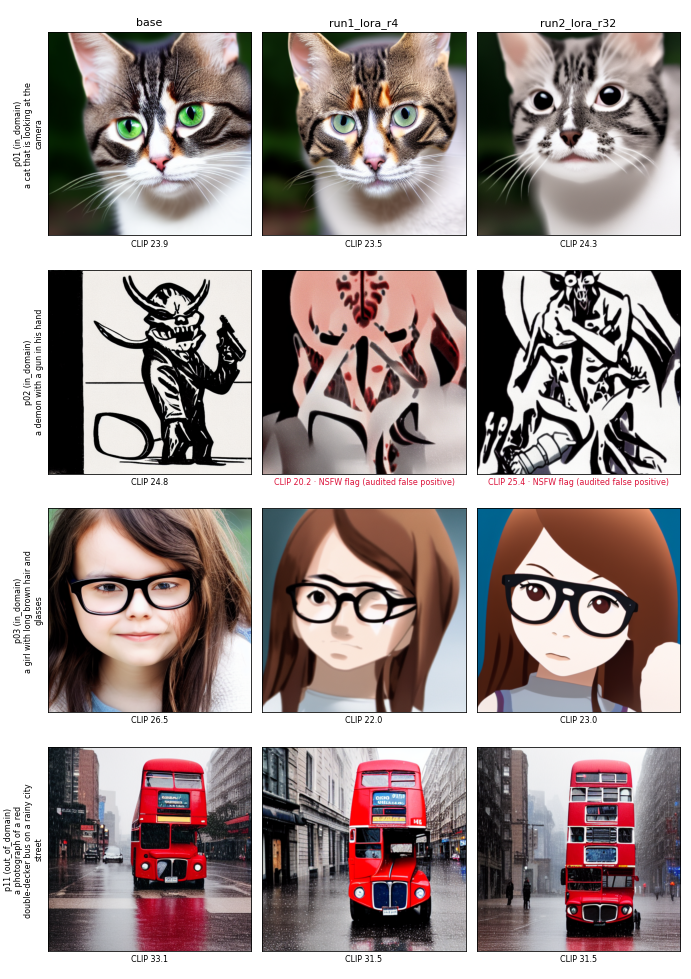 base
run1_lora_r4
run2_lora_r32
p01 (in_domain)
a cat that is looking at the
camera
CLIP 23.9
CLIP 23.5
CLIP 24.3
p02 (in_domain)
a demon with a gun in his hand
CLIP 24.8
CLIP 20.2 · NSFW flag (audited false positive)
CLIP 25.4 · NSFW flag (audited false positive)
p03 (in_domain)
a girl with long brown hair and
glasses
CLIP 26.5
CLIP 22.0
CLIP 23.0
p11 (out_of_domain)
a photograph of a red
double-decker bus on a rainy city
street
CLIP 33.1
CLIP 31.5
CLIP 31.5